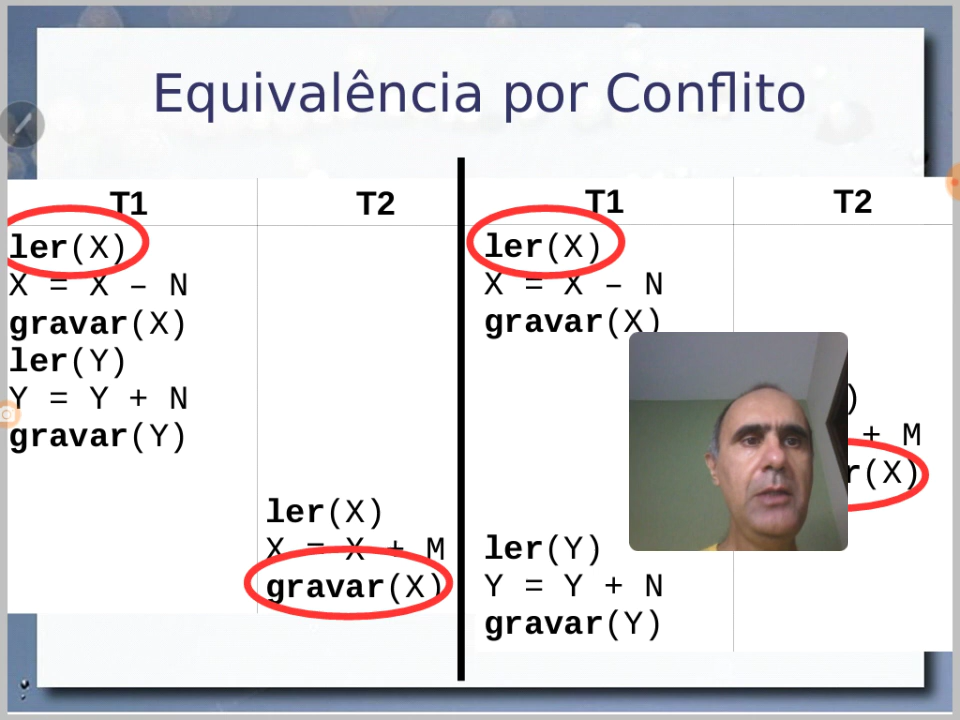 Equivalência por Conflito
T1 T2
ler(X)
X = X – N
gravar(X)
ler(Y)
Y = Y + N
gravar(Y)
ler(X)
X = X + M
gravar(X)
T1 T2
ler(X)
X = X – N
gravar(X)
)
+ M
r(X)
ler(Y)
Y = Y + N
gravar(Y)